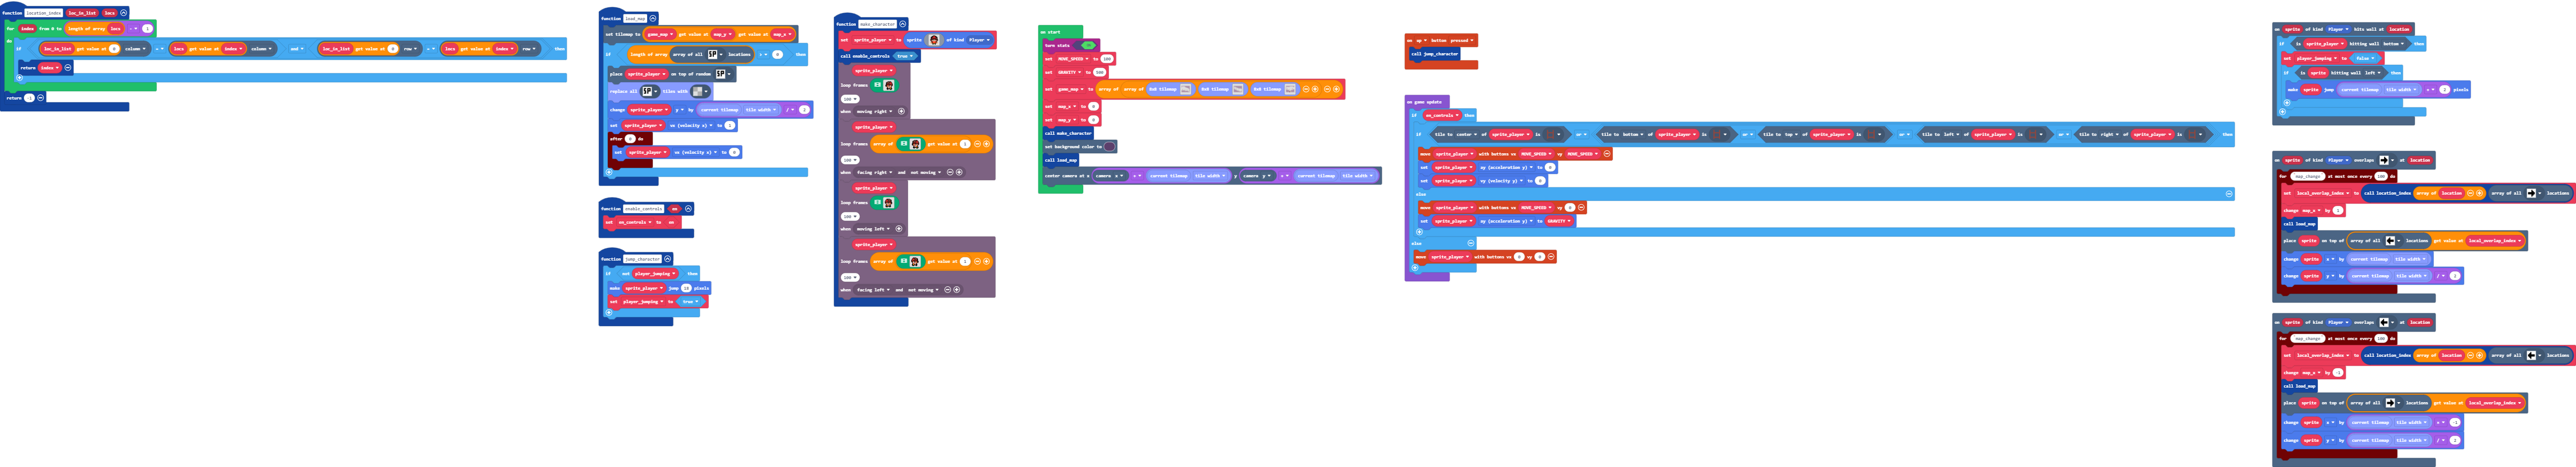 function location_index loc_in_list locs
for index from 0 to length of array locs - 1
do
if loc_in_list get value at 0 column = locs get value at index column and loc_in_list get value at 0 row = locs get value at index row then
return index
return -1
function load_map
set tilemap to game_map get value at map_y get value at map_x
if length of array array of all SP locations > 0 then
place sprite_player on top of random SP
replace all SP tiles with
change sprite_player y by current tilemap tile width / 2
set sprite_player vx (velocity x) to 1
after 0 do
set sprite_player vx (velocity x) to 0
function enable_controls on
set en_controls to on
function jump_character
if not player_jumping then
make sprite_player jump pixels
set player_jumping to true
function make_character
set sprite_player to sprite of kind Player
call enable_controls true
sprite_player
loop frames
100
when moving right
sprite_player
loop frames array of get value at
100
when facing right and not moving
sprite_player
loop frames
100
when moving left
sprite_player
loop frames array of get value at
100
when facing left and not moving
on start
turn stats
set MOVE_SPEED to 100
set GRAVITY to 500
set game_map to array of array of 8x8 tilemap 8x8 tilemap 8x8 tilemap
set map_x to 0
set map_y to 0
call make_character
set background color to
call load_map
center camera at x camera x + current tilemap tile width y camera y + current tilemap tile width
on up button pressed
call jump_character
on game update
if en_controls then
if tile to center of sprite_player is or tile to bottom of sprite_player is or tile to top of sprite_player is or tile to left of sprite_player is or tile to right of sprite_player is then
move sprite_player with buttons vx MOVE_SPEED vy MOVE_SPEED
set sprite_player ay (acceleration y) to 0
set sprite_player vy (velocity y) to 0
else
move sprite_player with buttons vx MOVE_SPEED vy 0
set sprite_player ay (acceleration y) to GRAVITY
else
move sprite_player with buttons vx 0 vy 0
on sprite of kind Player hits wall at location
if is sprite_player hitting wall bottom then
set player_jumping to false
if is sprite hitting wall left then
make sprite jump current tilemap tile width 2 pixels
on sprite of kind Player overlaps at location
for map_change at most once every 100 do
set local_overlap_index to call location_index array of location array of all locations
change map_x by 1
call load_map
place sprite on top of array of all locations get value at local_overlap_index
change sprite x by current tilemap tile width
change sprite y by current tilemap tile width / 2
on sprite of kind Player overlaps at location
for map_change at most once every 100 do
set local_overlap_index to call location_index array of location array of all locations
change map_x by -1
call load_map
place sprite on top of array of all locations get value at local_overlap_index
change sprite x by current tilemap tile width -1
change sprite y by current tilemap tile width / 2